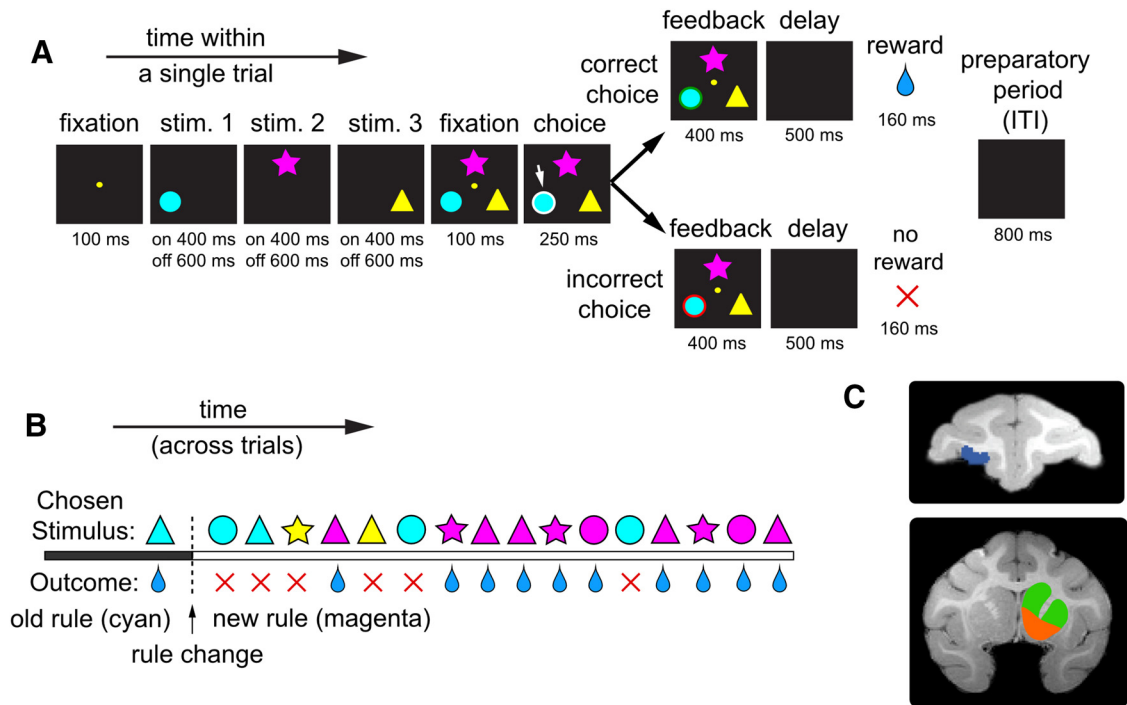 A
time within
a single trial
fixation
stim. 1
stim. 2
stim. 3
fixation
choice
100 ms
on 400 ms
off 600 ms
on 400 ms
off 600 ms
on 400 ms
off 600 ms
100 ms
250 ms
correct
choice
feedback
delay
reward
400 ms
500 ms
160 ms
incorrect
choice
feedback
delay
no
reward
400 ms
500 ms
160 ms
preparatory
period
(ITI)
800 ms
B
time
(across trials)
Chosen
Stimulus:
Outcome:
old rule (cyan)
new rule (magenta)
rule change
C